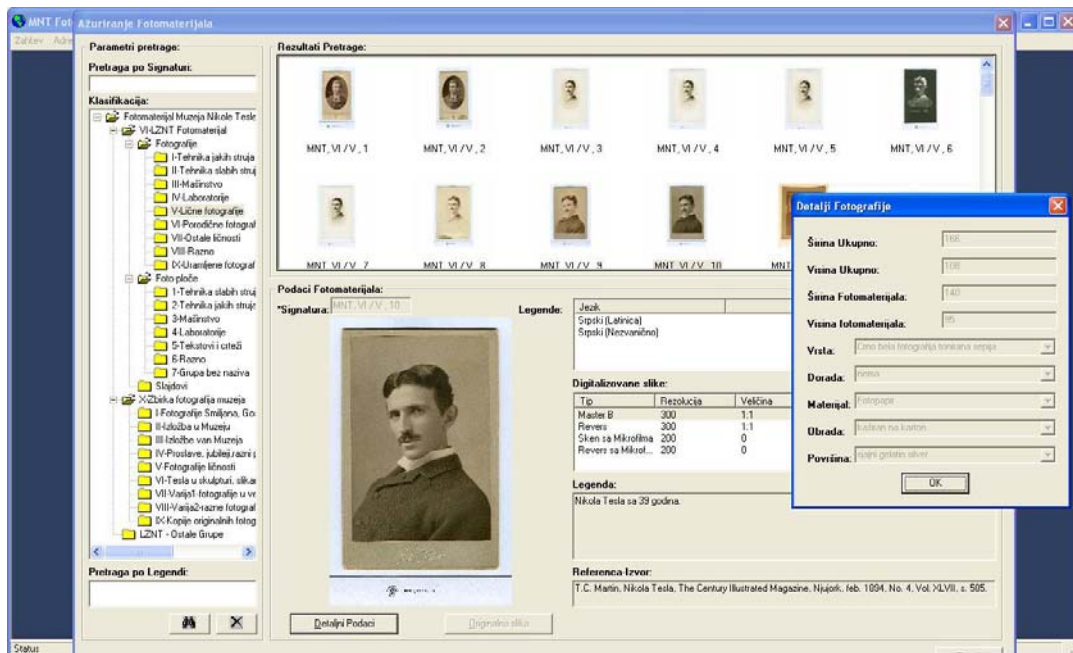 MNT Fot
Ažuriranje Fotomaterijala
Zahtev Adre
Parametri pretrage:
Pretraga po Signaturi:
Klasifikacija:
Fotomaterijal Muzeja Nikole Tesle
VI-LZNT Fotomaterijal
Fotografije
I-Tehnika jakih struja
II-Tehnika slabih struj
III-Mašinstvo
IV-Laboratorije
V-Lične fotografije
VI-Porodične fotograf
VII-Ostale ličnosti
VIII-Razno
IX-Uramljene fotograf
Foto ploče
1-Tehnika slabih struj
2-Tehnika jakih struja
3-Mašinstvo
4-Laboratorije
5-Tekstovi i crteži
6-Razno
7-Grupa bez naziva
Slajdovi
X-Zbirka fotografija muzeja
I-Fotografije Smiljana, Gos
II-Izložba u Muzeju
III-Izložbe van Muzeja
IV-Proslave, jubileji,razni p
V-Fotografije ličnosti
VI-Tesla u skulpturi, slikar
VII-Varija1-fotografije u ve
VIII-Varija2-razne fotograf
IX-Kopije originalnih fotog
LZNT - Ostale Grupe
Pretraga po Legendi:
Status
Rezultati Pretrage:
MNT, VI / V , 1
MNT, VI / V , 2
MNT, VI / V , 3
MNT, VI / V , 4
MNT, VI / V , 5
MNT, VI / V , 6
MNT, VI / V , 7
MNT, VI / V , 8
MNT, VI / V , 9
MNT, VI / V , 10
MNT
Podaci Fotomaterijala:
*Signatura: MNT, VI / V , 10
Detaljni Podaci
Originalna slika
Legende:
Jezik
Srpski (Latinica)
Srpski (Nezvanično)
Digitalizovane slike:
Tip Rezolucija Veličina
Master B 300 1:1
Revers 300 1:1
Sken sa Mikrofilma 200 0
Revers sa Mikrof... 200 0
Legenda:
Nikola Tesla sa 39 godina.
Referenca-Izvor:
T.C. Martin, Nikola Tesla, The Century Illustrated Magazine, Njujork, feb. 1894, No. 4, Vol. XLVII, s. 585.
Detalji Fotografije
Širina Ukupno: 166
Visina Ukupno: 108
Širina Fotomaterijala: 140
Visina fotomaterijala: 95
Vrsta: Crno bela fotografija tonirana sepija
Dorada: nema
Materijal: Fotopapir
Obrada: kaširan na karton
Površina: sjajni gelatin silver
OK